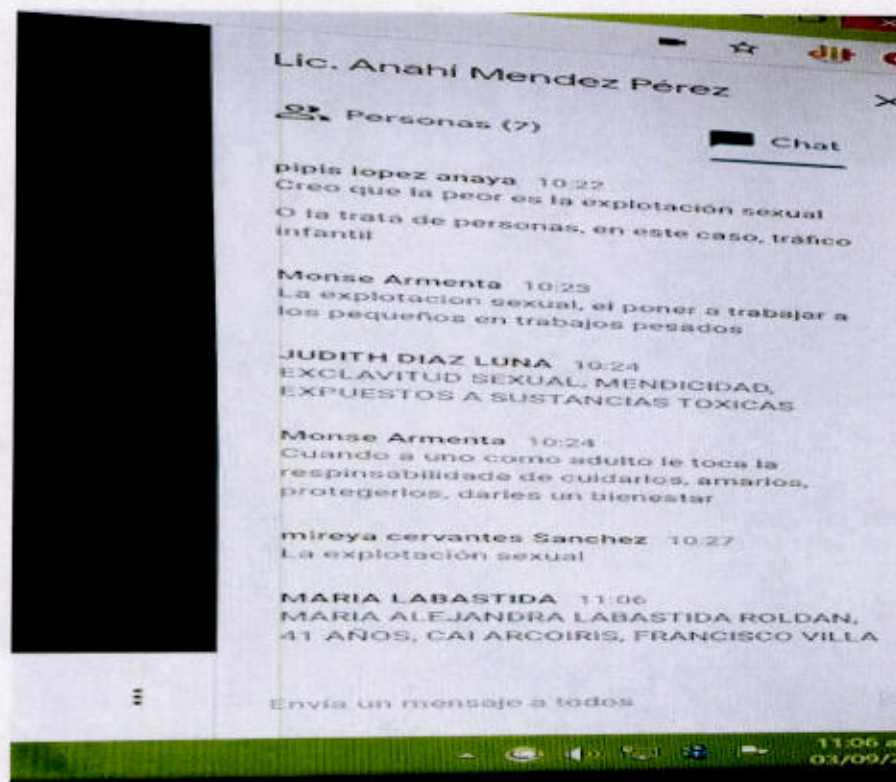 Lic. Anahí Mendez Pérez
Personas (7)
Chat
pipis lopez anaya 10:22
Creo que la peor es la explotación sexual
O la trata de personas, en este caso, tráfico
infantil
Monse Armenta 10:23
La explotacion sexual, el poner a trabajar a
los pequeños en trabajos pesados
JUDITH DIAZ LUNA 10:24
EXCLAVITUD SEXUAL, MENDICIDAD,
EXPUESTOS A SUSTANCIAS TOXICAS
Monse Armenta 10:24
Cuando a uno como adulto le toca la
respinsabilidade de cuidarlos, amarlos,
protegerlos, darles un bienestar
mireya cervantes Sanchez 10:27
La explotación sexual
MARIA LABASTIDA 11:06
MARIA ALEJANDRA LABASTIDA ROLDAN,
41 AÑOS, CAI ARCOIRIS, FRANCISCO VILLA
Envía un mensaje a todos
11:06
03/09/